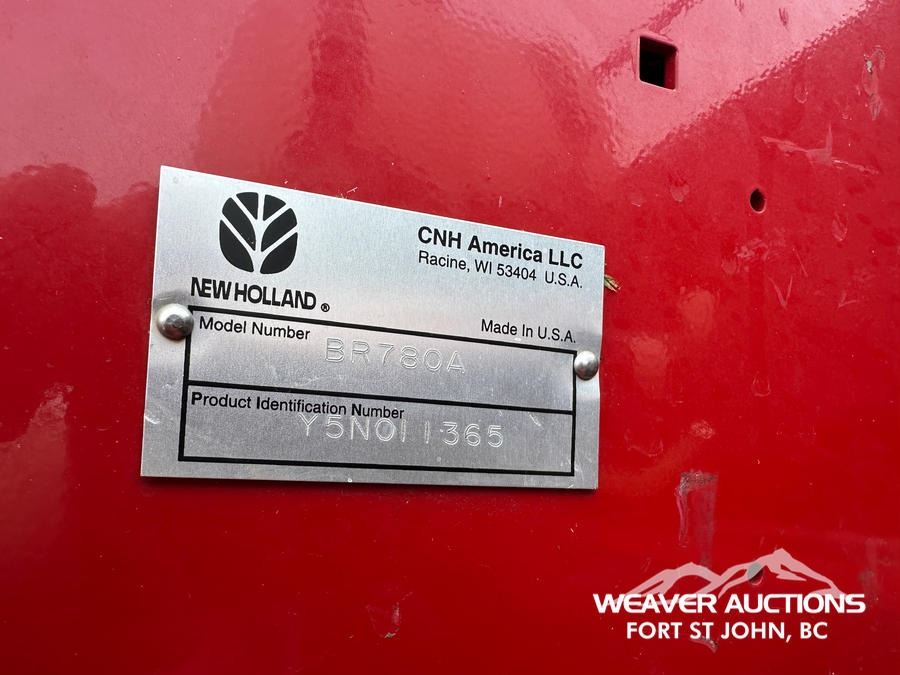 NEW HOLLAND ®
CNH America LLC
Racine, WI 53404 U.S.A.
Made in U.S.A.
Model Number
BR780A
Product Identification Number
Y5N011365
WEAVER AUCTIONS
FORT ST JOHN, BC